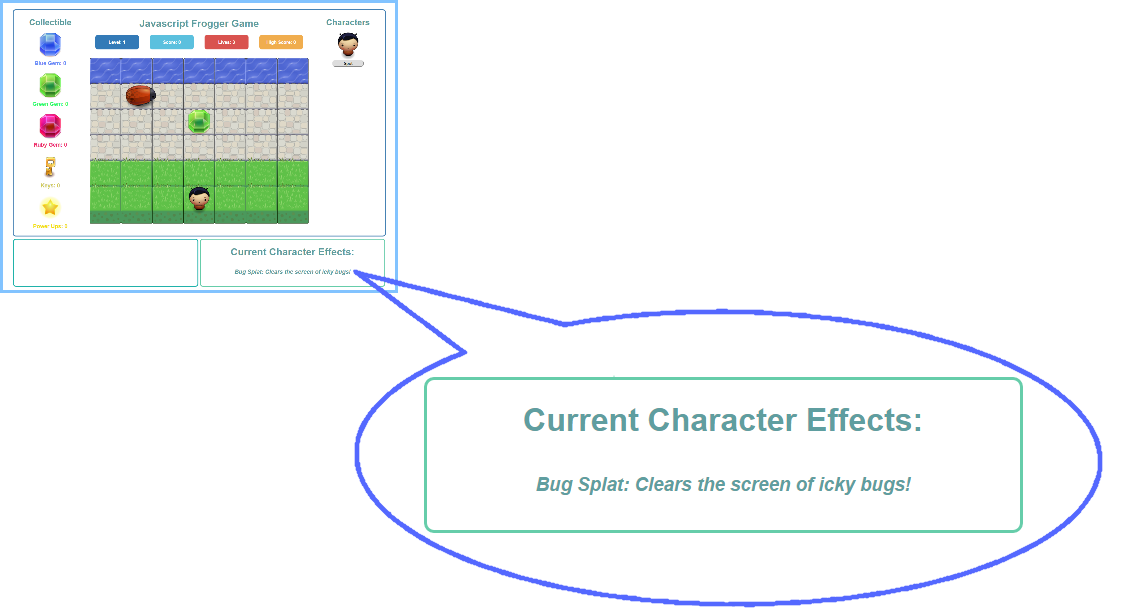 Collectible
Javascript Frogger Game
Characters
Level: 1
Score: 0
Lives: 3
High Score: 0
Blue Gem: 0
Green Gem: 0
Ruby Gem: 0
Keys: 0
Power Ups: 0
Current Character Effects:
Bug Splat: Clears the screen of icky bugs!
Current Character Effects:
Bug Splat: Clears the screen of icky bugs!